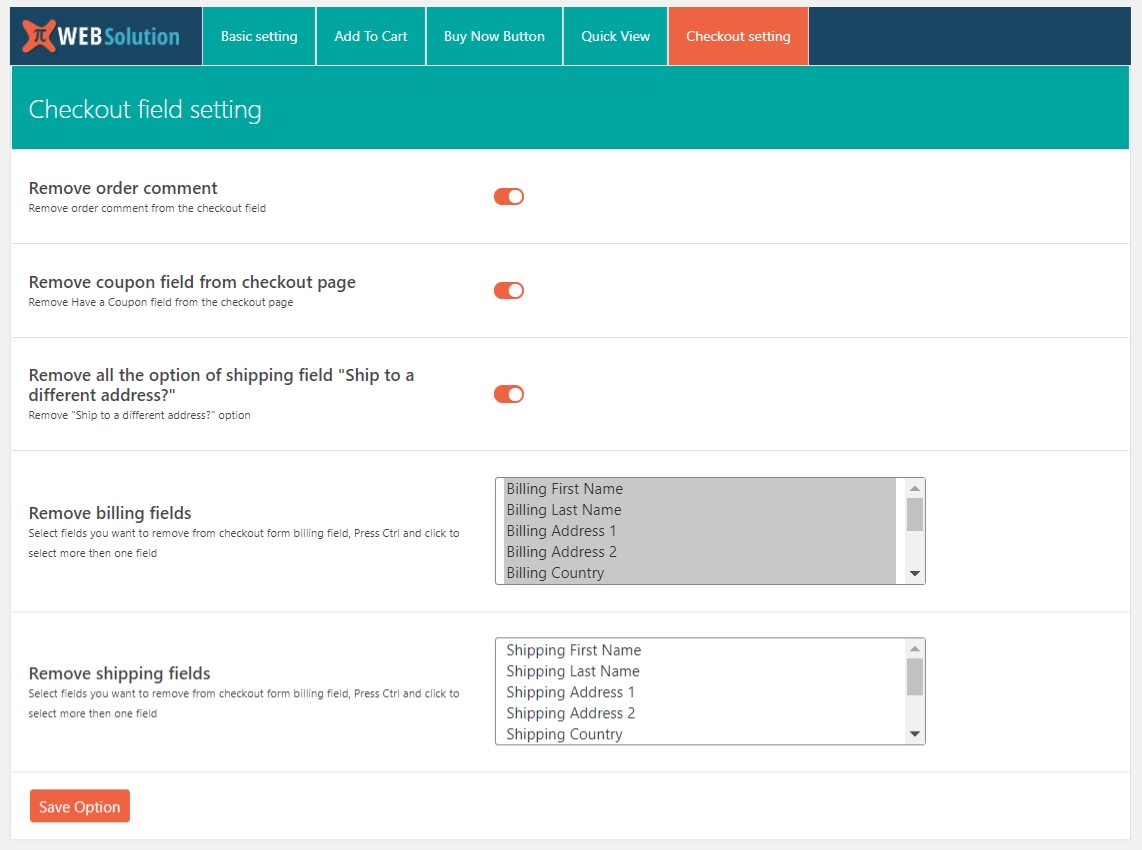 π WEBSolution
Basic setting
Add To Cart
Buy Now Button
Quick View
Checkout setting
Checkout field setting
Remove order comment
Remove order comment from the checkout field
Remove coupon field from checkout page
Remove Have a Coupon field from the checkout page
Remove all the option of shipping field "Ship to a
different address?"
Remove "Ship to a different address?" option
Remove billing fields
Select fields you want to remove from checkout form billing field, Press Ctrl and click to
select more then one field
Billing First Name
Billing Last Name
Billing Address 1
Billing Address 2
Billing Country
Remove shipping fields
Select fields you want to remove from checkout form billing field, Press Ctrl and click to
select more then one field
Shipping First Name
Shipping Last Name
Shipping Address 1
Shipping Address 2
Shipping Country
Save Option